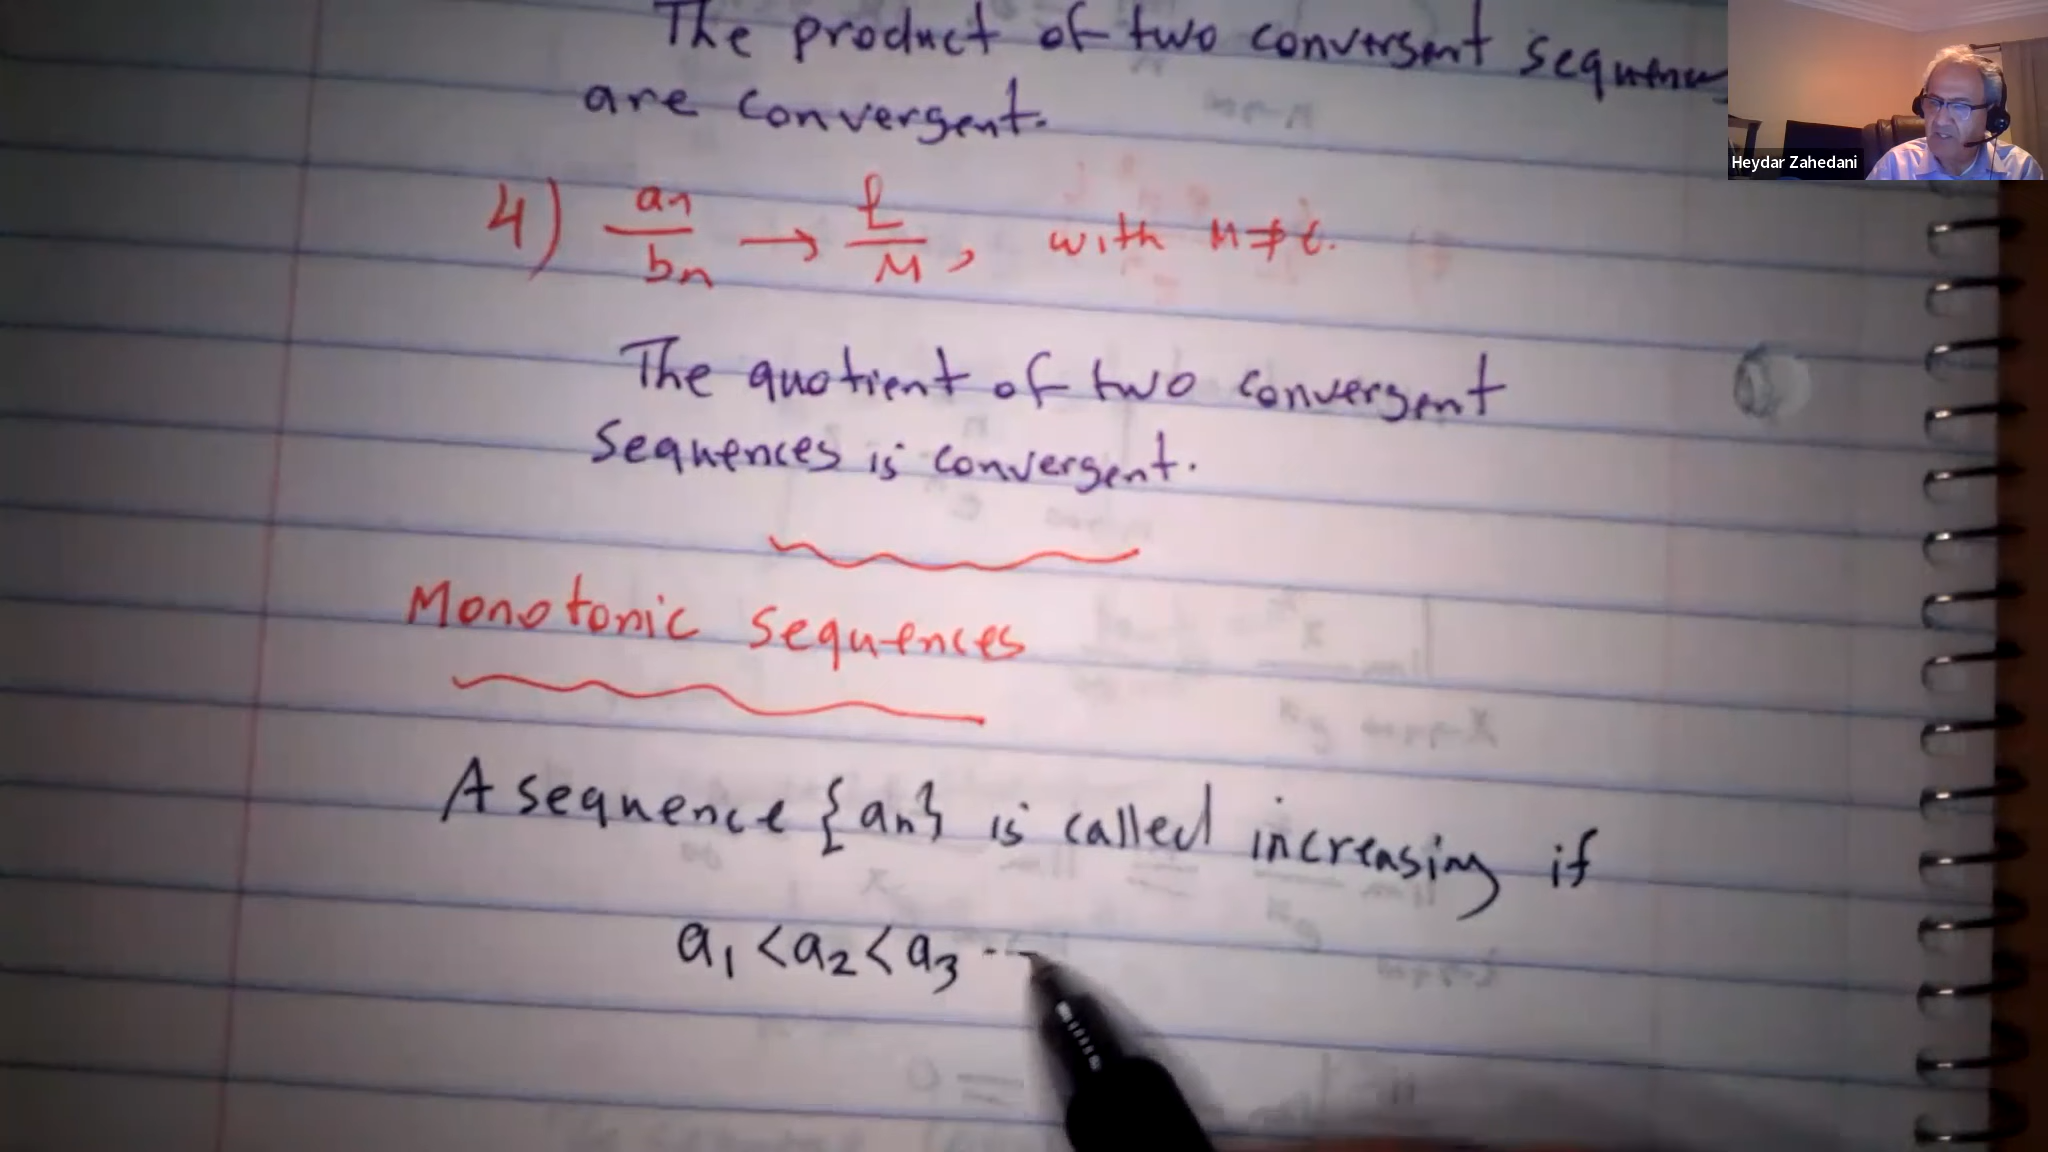 The product of two convergent sequences
are convergent.
Heydar Zahedani
4) an/bn → L/M, with M≠0.
The quotient of two convergent
sequences is convergent.
Monotonic sequences
A sequence {an} is called increasing if
a1 < a2 < a3 ---